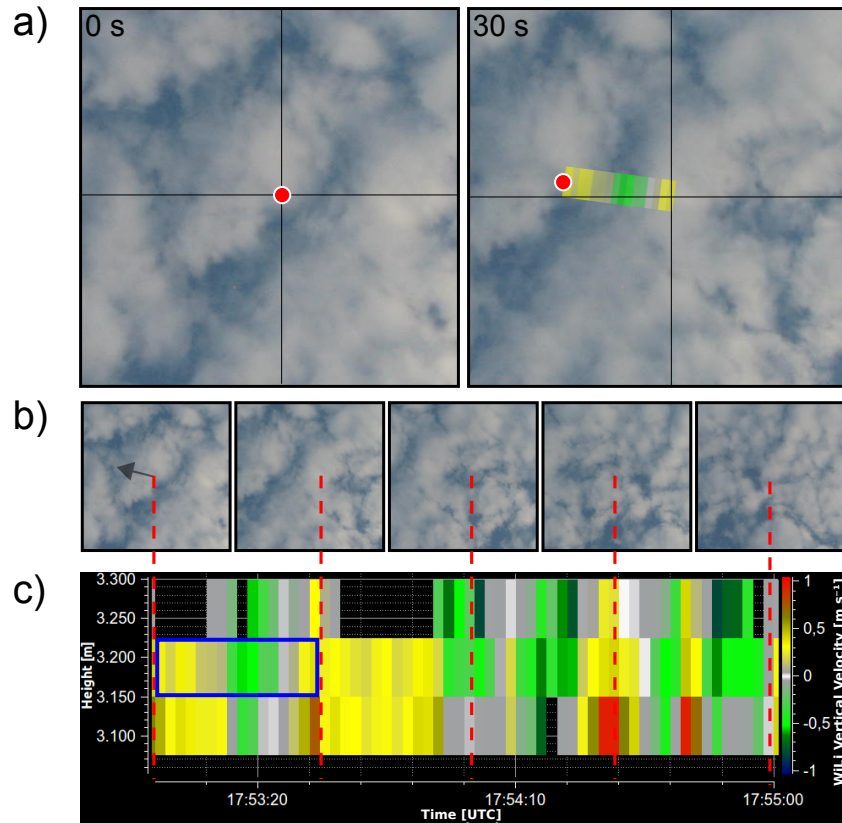 a)
0 s
30 s
b)
c)
3.300
3.250
3.200
3.150
3.100
Height [m]
17:53:20
17:54:10
17:55:00
Time [UTC]
1
0,5
0
-0,5
-1
WiLi Vertical Velocity [m s⁻¹]